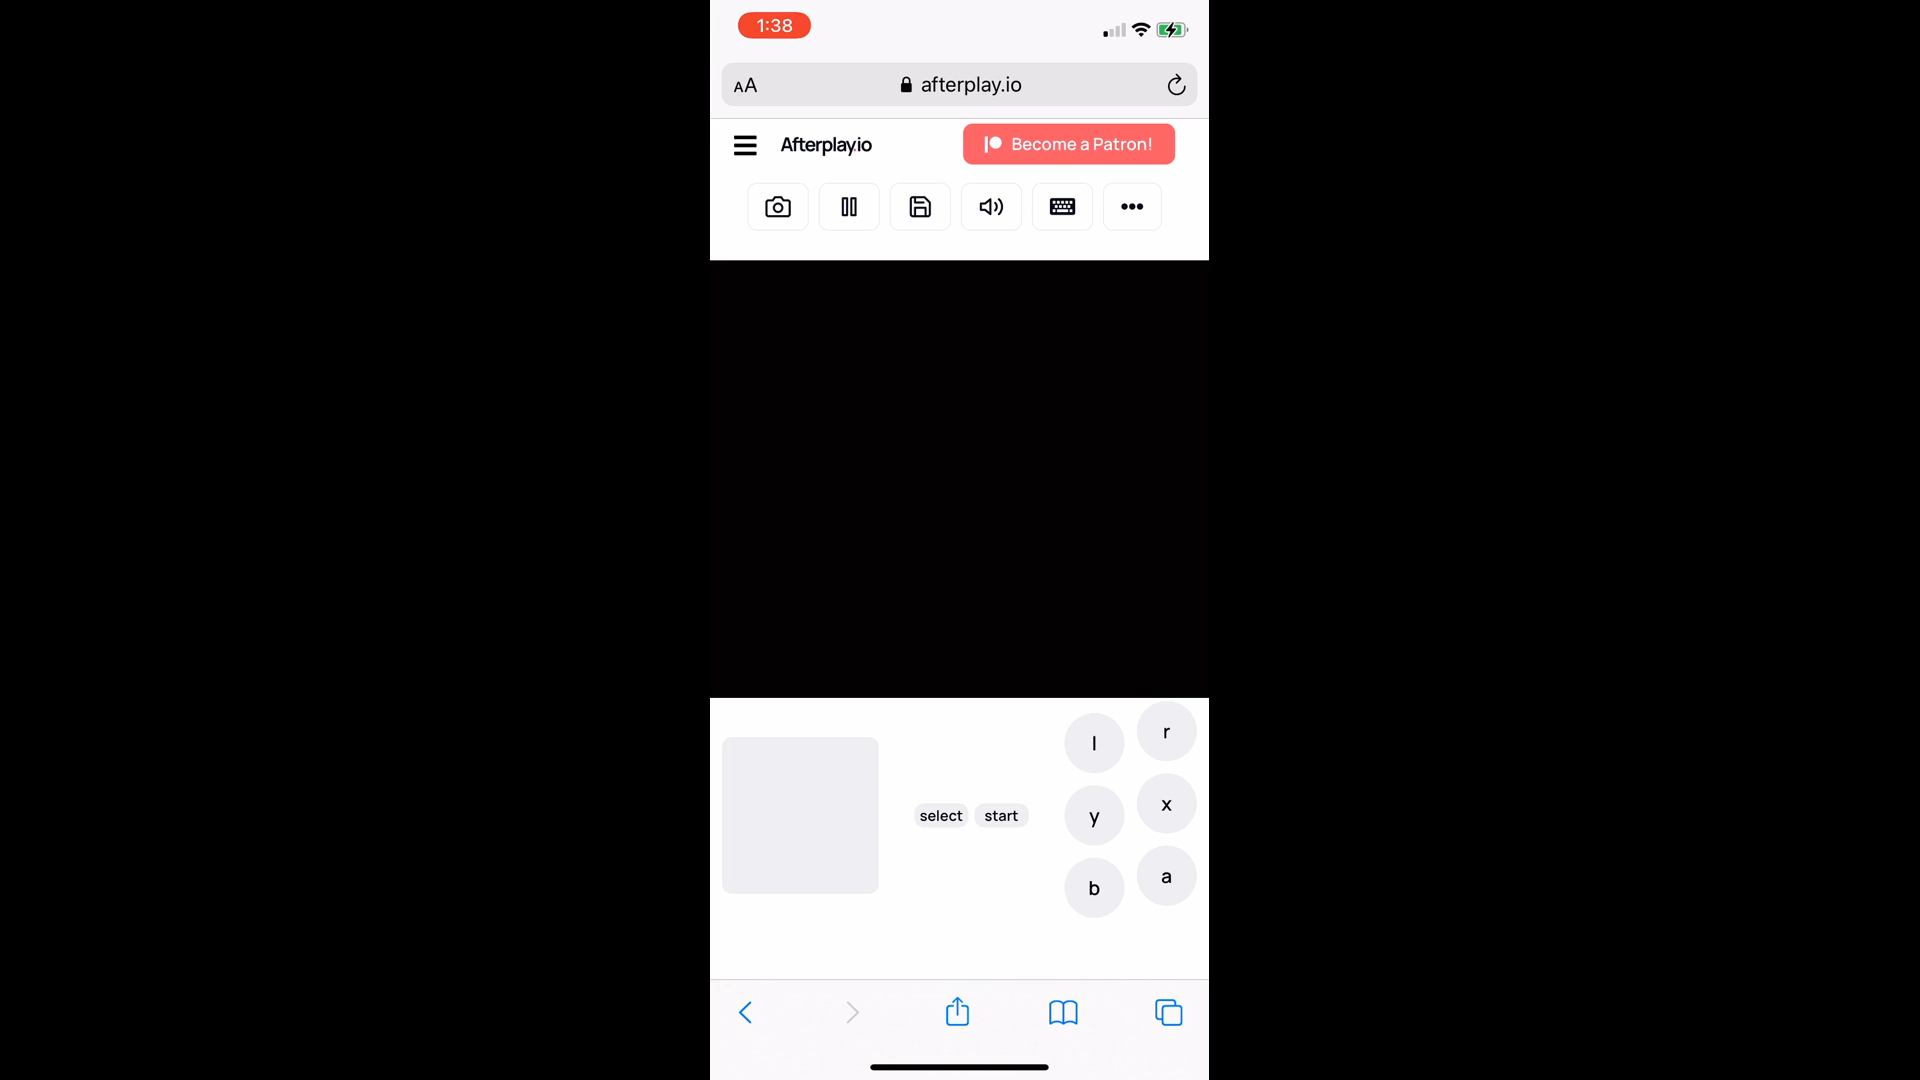 1:38
AA afterplay.io
Afterplay.io Become a Patron!
l r
y x
select start
b a